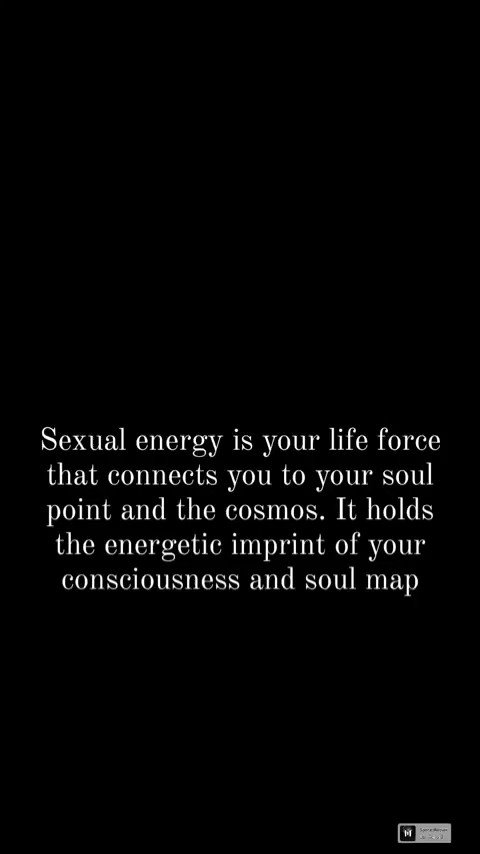 Sexual energy is your life force
that connects you to your soul
point and the cosmos. It holds
the energetic imprint of your
consciousness and soul map